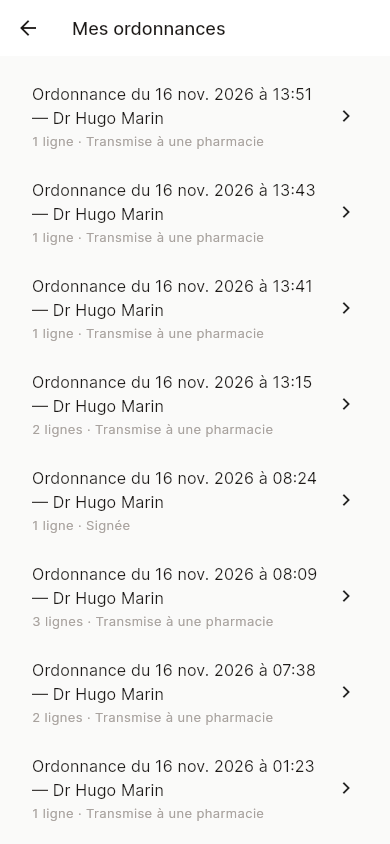 Mes ordonnances
Ordonnance du 16 nov. 2026 à 13:51
— Dr Hugo Marin
1 ligne · Transmise à une pharmacie
Ordonnance du 16 nov. 2026 à 13:43
— Dr Hugo Marin
1 ligne · Transmise à une pharmacie
Ordonnance du 16 nov. 2026 à 13:41
— Dr Hugo Marin
1 ligne · Transmise à une pharmacie
Ordonnance du 16 nov. 2026 à 13:15
— Dr Hugo Marin
2 lignes · Transmise à une pharmacie
Ordonnance du 16 nov. 2026 à 08:24
— Dr Hugo Marin
1 ligne · Signée
Ordonnance du 16 nov. 2026 à 08:09
— Dr Hugo Marin
3 lignes · Transmise à une pharmacie
Ordonnance du 16 nov. 2026 à 07:38
— Dr Hugo Marin
2 lignes · Transmise à une pharmacie
Ordonnance du 16 nov. 2026 à 01:23
— Dr Hugo Marin
1 ligne · Transmise à une pharmacie